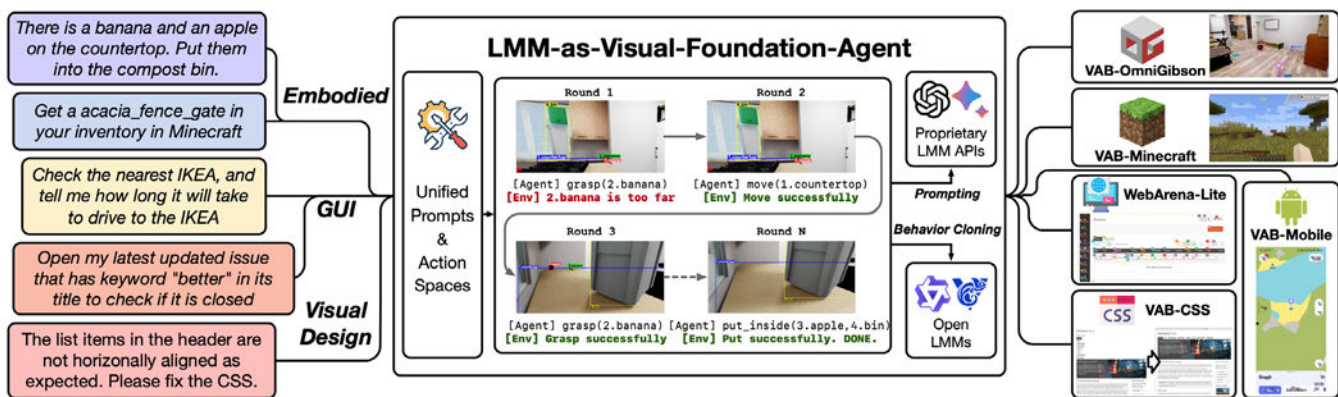 There is a banana and an apple
on the countertop. Put them
into the compost bin.
Get a acacia_fence_gate in
your inventory in Minecraft
Check the nearest IKEA, and
tell me how long it will take
to drive to the IKEA
Open my latest updated issue
that has keyword "better" in its
title to check if it is closed
The list items in the header are
not horizonally aligned as
expected. Please fix the CSS.
Embodied
GUI
Visual
Design
LMM-as-Visual-Foundation-Agent
Unified
Prompts
&
Action
Spaces
Round 1
[Agent] grasp(2.banana)
[Env] 2.banana is too far
Round 2
[Agent] move(1.countertop)
[Env] Move successfully
Round 3
[Agent] grasp(2.banana)
[Env] Grasp successfully
Round N
[Agent] put_inside(3.apple,4.bin)
[Env] Put successfully. DONE.
Proprietary
LMM APIs
Prompting
Behavior Cloning
Open
LMMs
VAB-OmniGibson
VAB-Minecraft
WebArena-Lite
VAB-Mobile
CSS
VAB-CSS